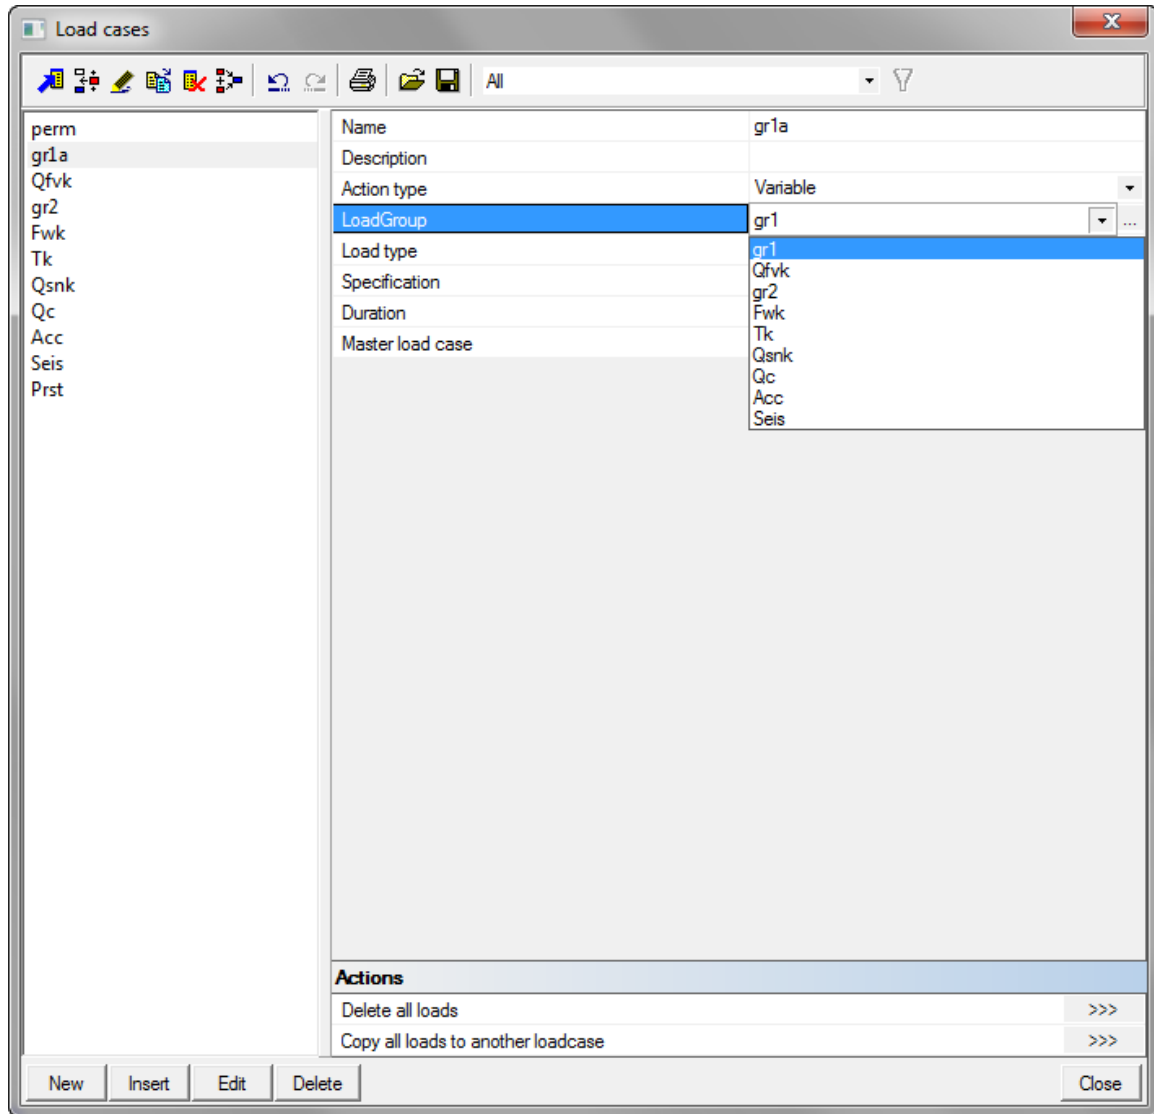 Load cases
All
perm
gr1a
Qfvk
gr2
Fwk
Tk
Qsnk
Qc
Acc
Seis
Prst
Name gr1a
Description
Action type Variable
LoadGroup gr1 ...
Load type
Specification
Duration
Master load case
gr1
Qfvk
gr2
Fwk
Tk
Qsnk
Qc
Acc
Seis
Actions
Delete all loads >>>
Copy all loads to another loadcase >>>
New Insert Edit Delete Close